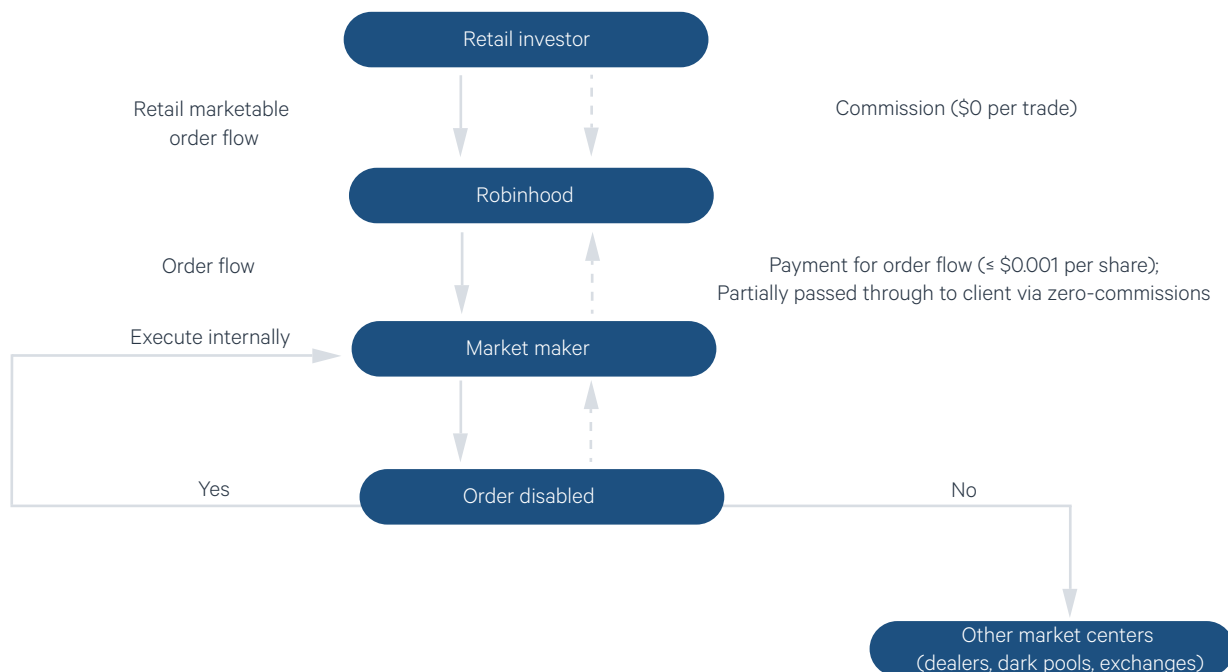 Retail investor
Retail marketable
order flow
Commission ($0 per trade)
Robinhood
Order flow
Payment for order flow (≤ $0.001 per share);
Partially passed through to client via zero-commissions
Execute internally
Market maker
Yes
Order disabled
No
Other market centers
(dealers, dark pools, exchanges)